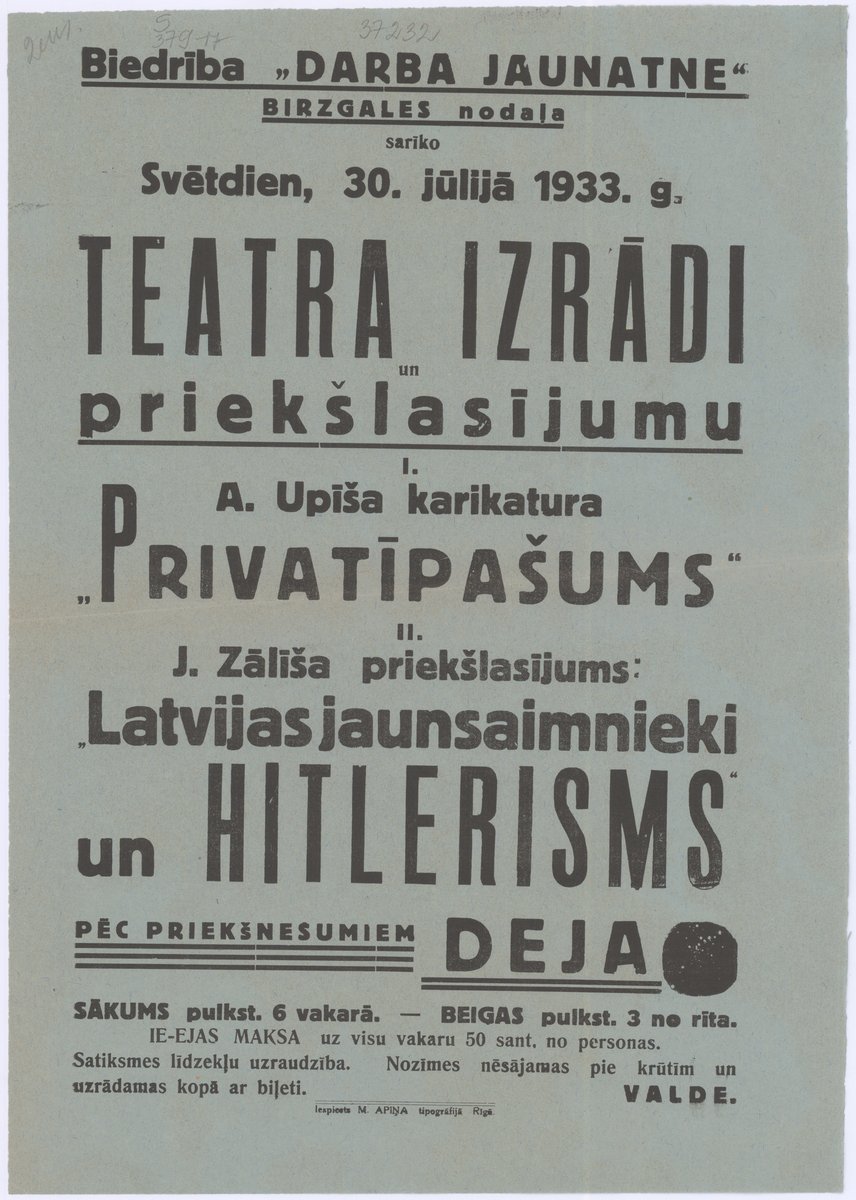 S
379-17
37232
Biedrība „DARBA JAUNATNE“
BIRZGALES nodaļa
sarīko
Svētdien, 30. jūlijā 1933. g.
TEATRA IZRĀDI
un
priekšlasījumu
I.
A. Upīša karikatura
„PRIVATĪPAŠUMS“
II.
J. Zālīša priekšlasījums:
„Latvijas jaunsaimnieki
un HITLERISMS“
PĒC PRIEKŠNESUMIEM DEJA
SĀKUMS pulkst. 6 vakarā. — BEIGAS pulkst. 3 no rīta.
IE-EJAS MAKSA uz visu vakaru 50 sant. no personas.
Satiksmes līdzekļu uzraudzība. Nozīmes nēsājamas pie krūtīm un
uzrādamas kopā ar biļeti. VALDE.
Iespiests M. APIŅA tipogrāfijā Rīgā.